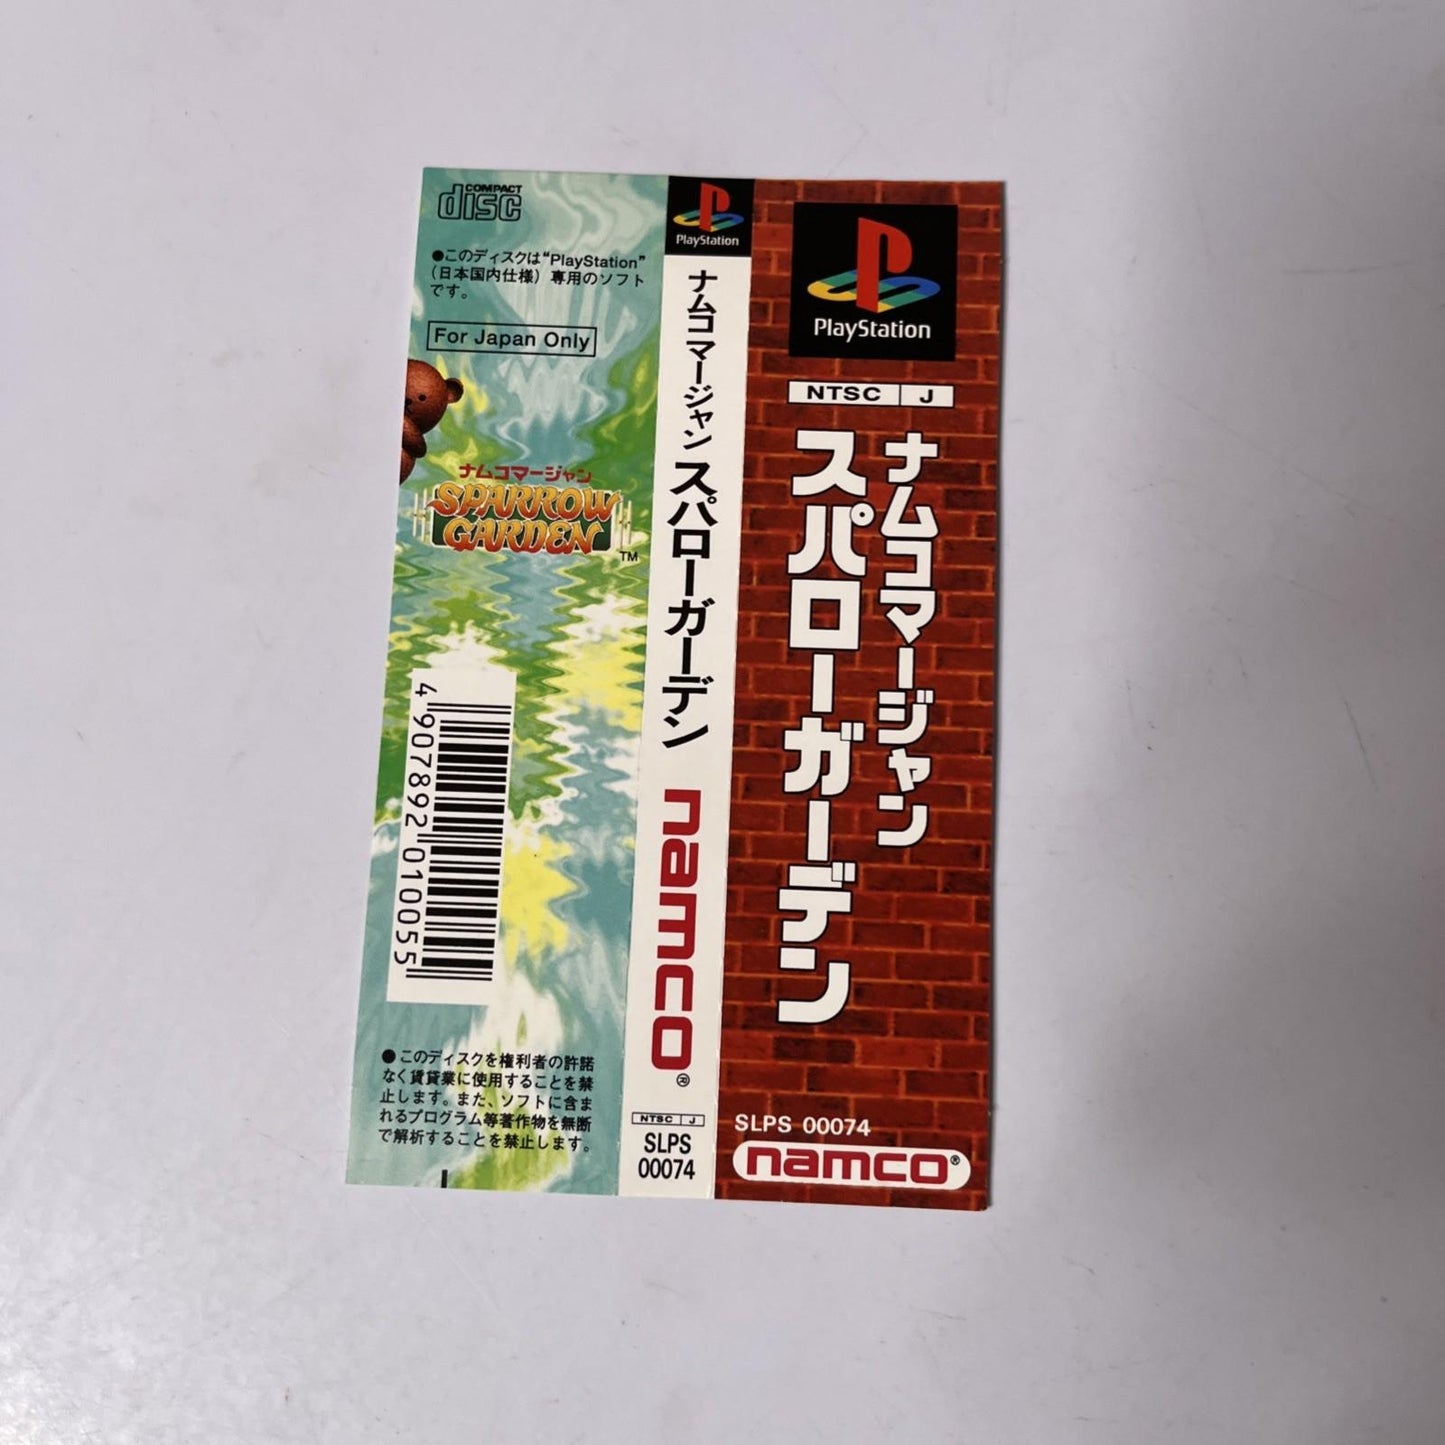 COMPACT
disc
●このディスクは“PlayStation”
(日本国内仕様)専用のソフト
です。
For Japan Only
ナムコマージャン
SPARROW
GARDEN
TM
4 907892 010055
●このディスクを権利者の許諾
なく賃貸業に使用することを禁
止します。また、ソフトに含ま
れるプログラム等著作物を無断
で解析することを禁止します。
PlayStation
ナムコマージャン スパローガーデン
namco®
NTSC J
SLPS
00074
PlayStation
NTSC J
ナムコマージャン
スパローガーデン
SLPS 00074
namco®